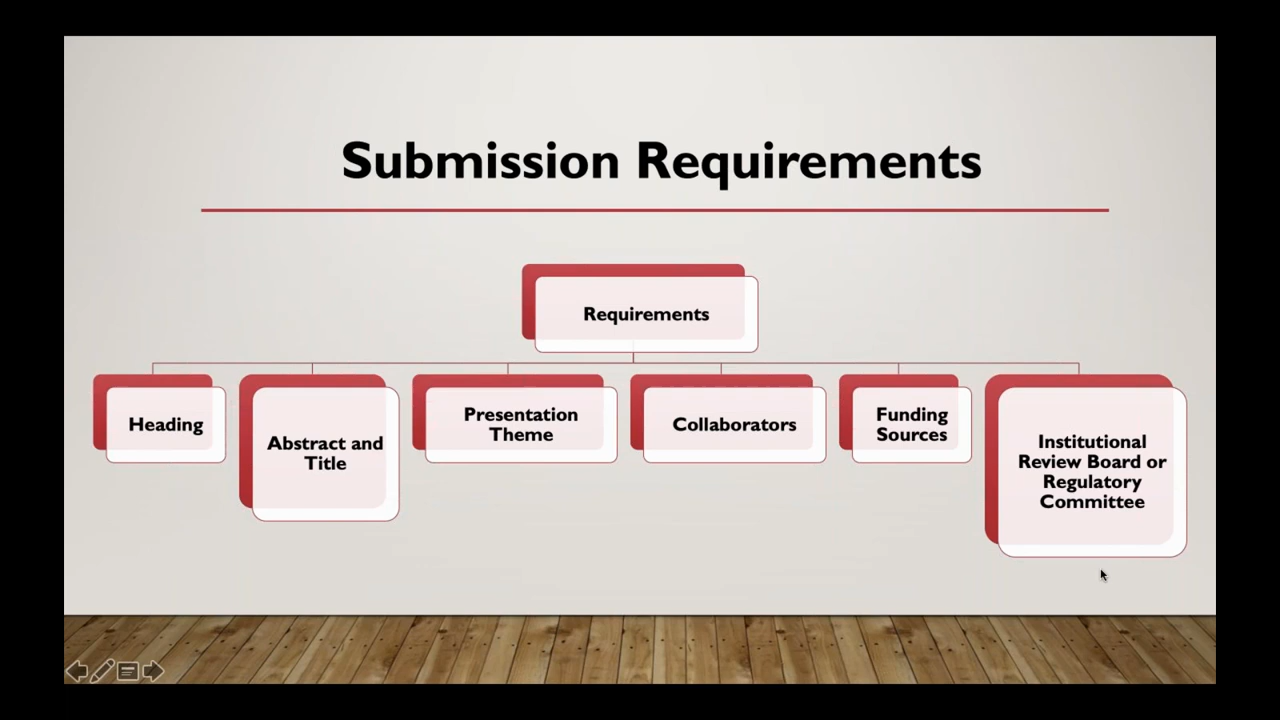 Submission Requirements
Requirements
Heading
Abstract and
Title
Presentation
Theme
Collaborators
Funding
Sources
Institutional
Review Board or
Regulatory
Committee